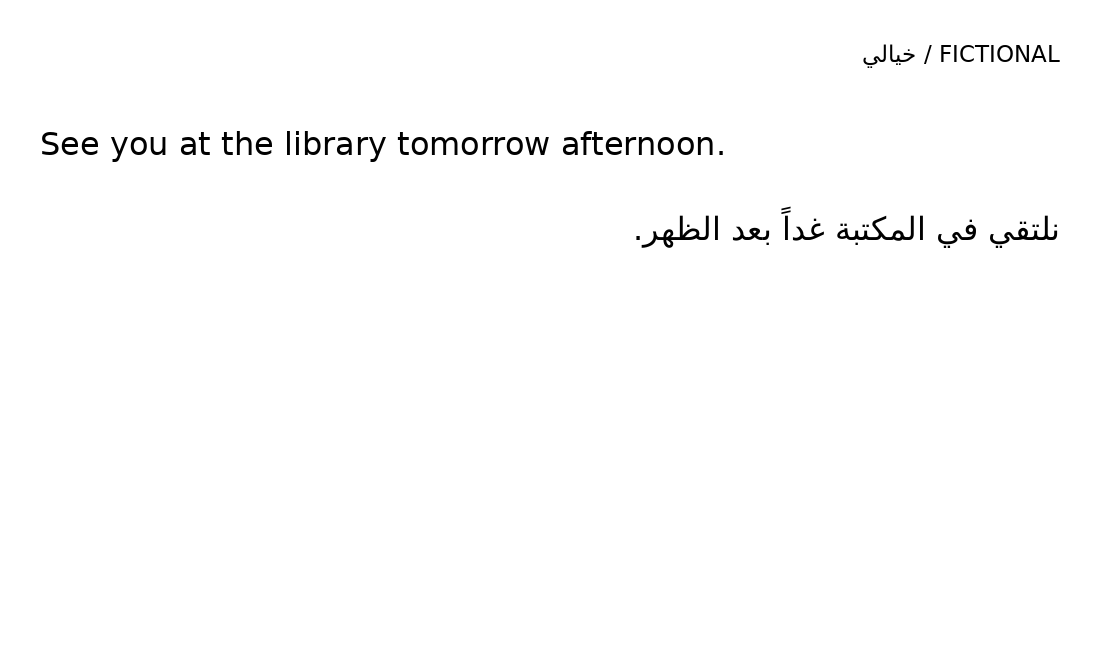 خيالي / FICTIONAL
See you at the library tomorrow afternoon.
نلتقي في المكتبة غداً بعد الظهر.